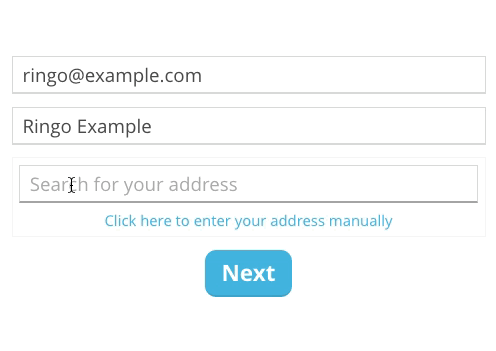 ringo@example.com
Ringo Example
Search for your address
Click here to enter your address manually
Next